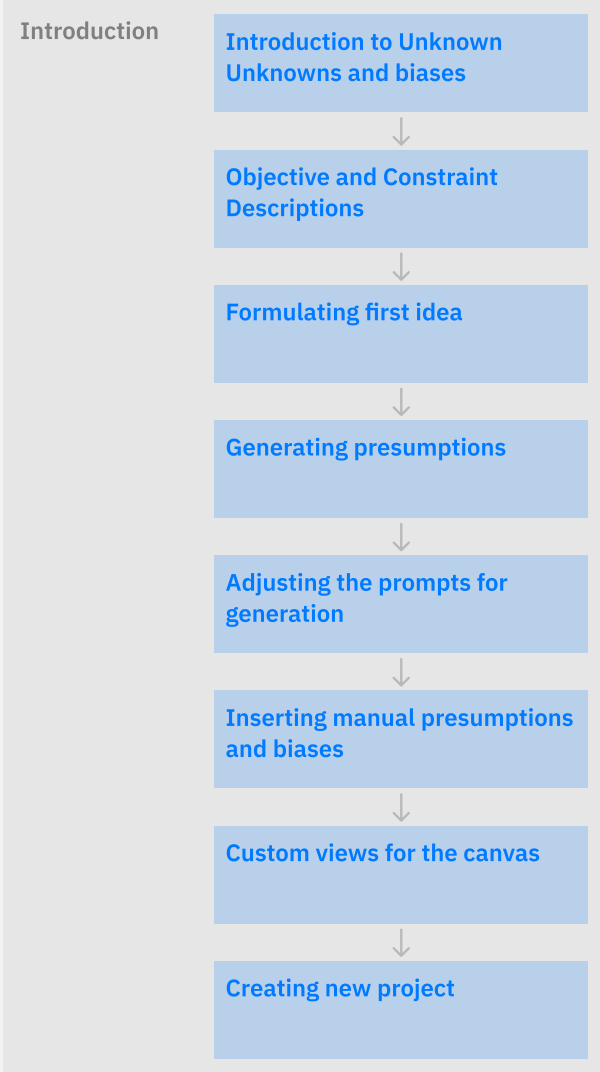 Introduction
Introduction to Unknown
Unknowns and biases
Objective and Constraint
Descriptions
Formulating first idea
Generating presumptions
Adjusting the prompts for
generation
Inserting manual presumptions
and biases
Custom views for the canvas
Creating new project